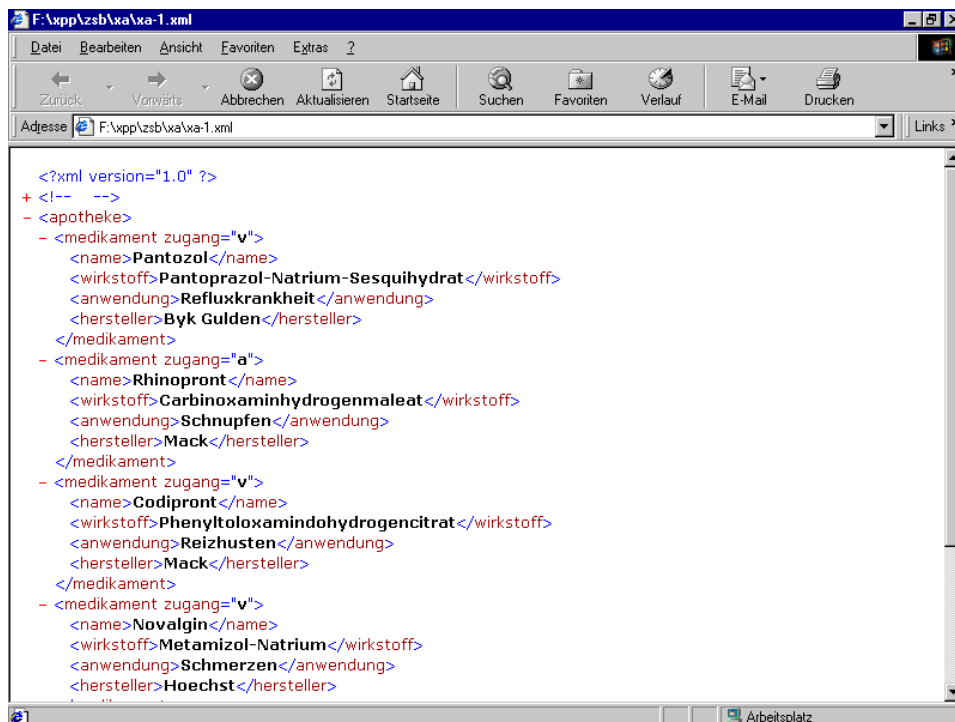 F:\xpp\zsb\xa\xa-1.xml
Datei Bearbeiten Ansicht Favoriten Extras ?
Zurück Vorwärts Abbrechen Aktualisieren Startseite Suchen Favoriten Verlauf E-Mail Drucken
Adresse F:\xpp\zsb\xa\xa-1.xml Links
<?xml version="1.0" ?>
+ <!-- -->
- <apotheke>
- <medikament zugang="v">
<name>Pantozol</name>
<wirkstoff>Pantoprazol-Natrium-Sesquihydrat</wirkstoff>
<anwendung>Refluxkrankheit</anwendung>
<hersteller>Byk Gulden</hersteller>
</medikament>
- <medikament zugang="a">
<name>Rhinopront</name>
<wirkstoff>Carbinoxaminhydrogenmaleat</wirkstoff>
<anwendung>Schnupfen</anwendung>
<hersteller>Mack</hersteller>
</medikament>
- <medikament zugang="v">
<name>Codipront</name>
<wirkstoff>Phenyltoloxamindohydrogencitrat</wirkstoff>
<anwendung>Reizhusten</anwendung>
<hersteller>Mack</hersteller>
</medikament>
- <medikament zugang="v">
<name>Novalgin</name>
<wirkstoff>Metamizol-Natrium</wirkstoff>
<anwendung>Schmerzen</anwendung>
<hersteller>Hoechst</hersteller>
Arbeitsplatz